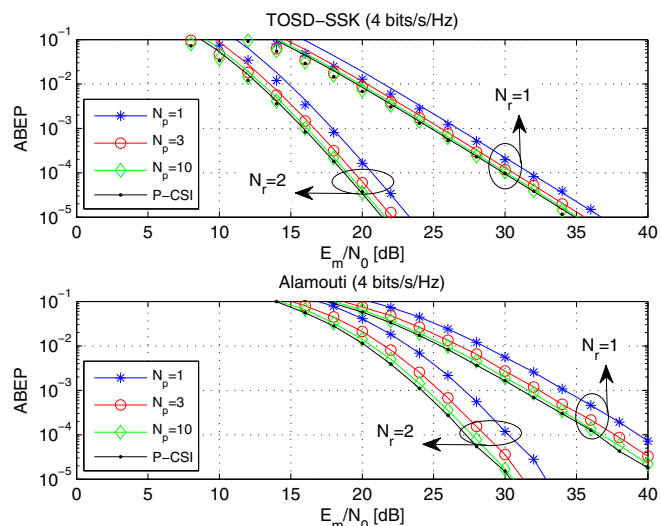 TOSD−SSK (4 bits/s/Hz)
10⁻¹
10⁻²
10⁻³
10⁻⁴
10⁻⁵
ABEP
N_p=1
N_p=3
N_p=10
P−CSI
N_r=1
N_r=2
0 5 10 15 20 25 30 35 40
E_m/N_0 [dB]
Alamouti (4 bits/s/Hz)
10⁻¹
10⁻²
10⁻³
10⁻⁴
10⁻⁵
ABEP
N_p=1
N_p=3
N_p=10
P−CSI
N_r=1
N_r=2
0 5 10 15 20 25 30 35 40
E_m/N_0 [dB]